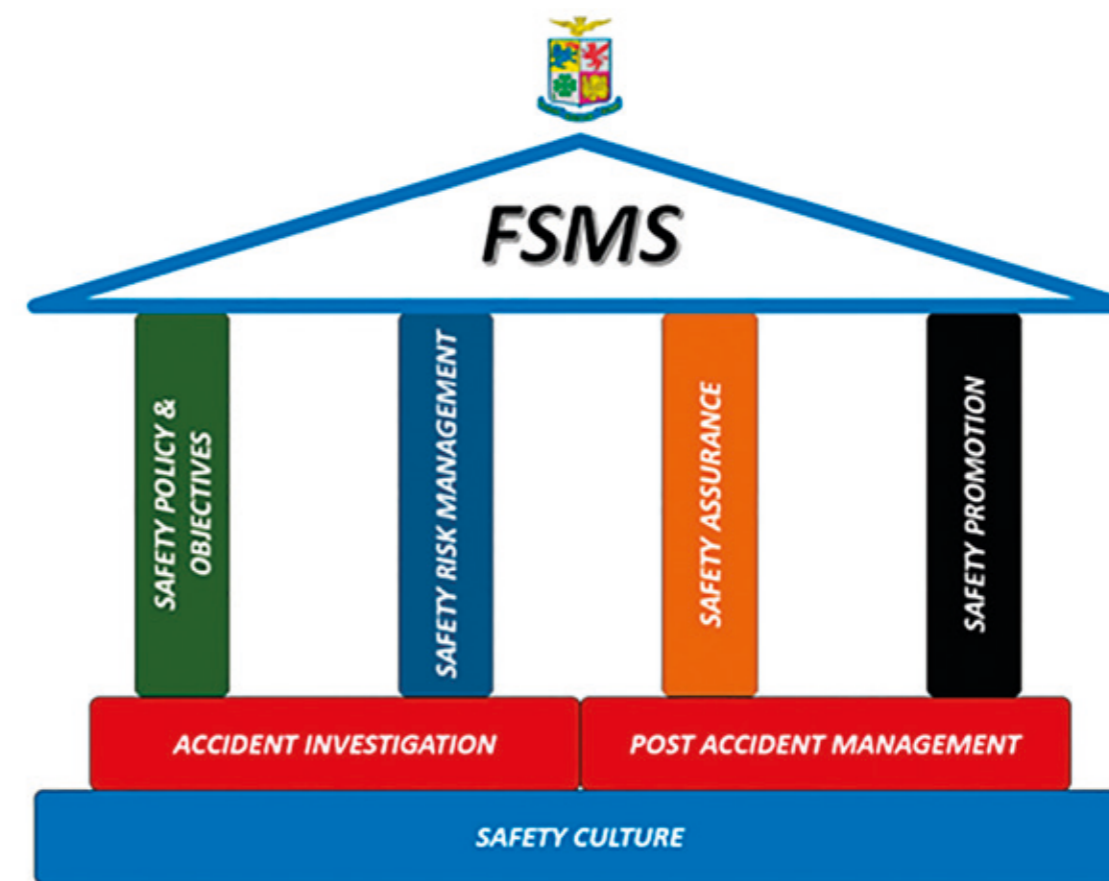 FSMS
SAFETY POLICY &
OBJECTIVES
SAFETY RISK MANAGEMENT
SAFETY ASSURANCE
SAFETY PROMOTION
ACCIDENT INVESTIGATION
POST ACCIDENT MANAGEMENT
SAFETY CULTURE